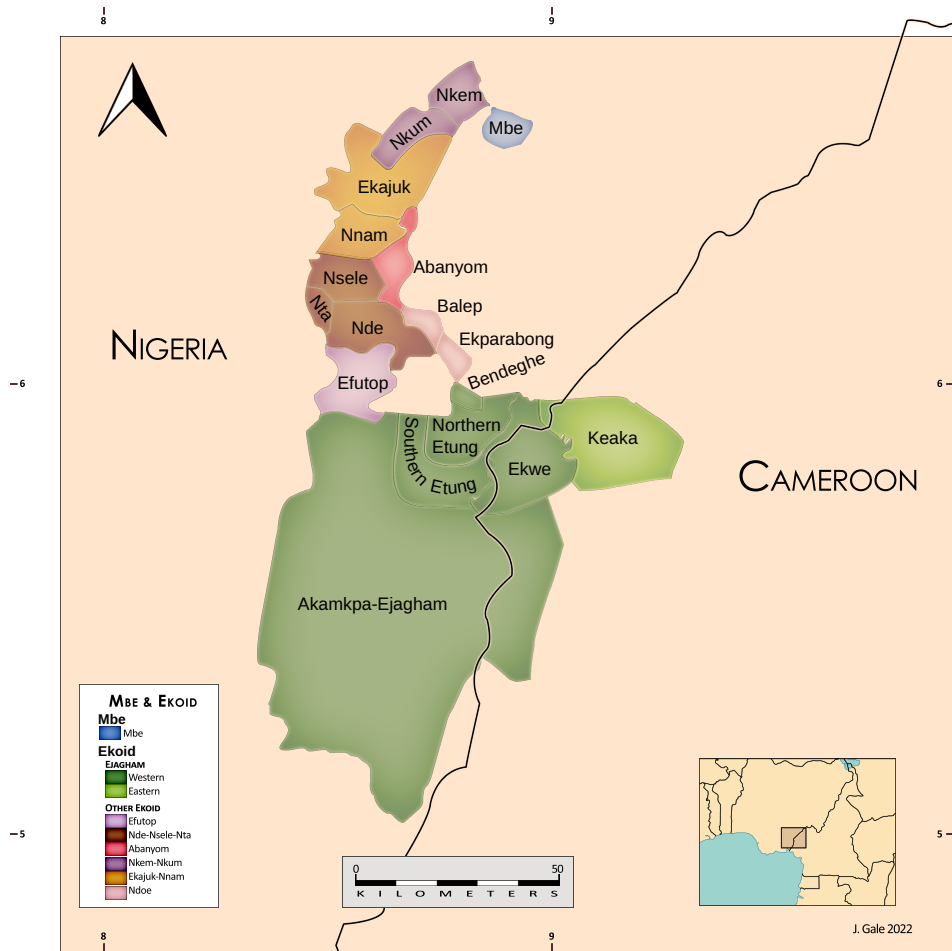 8
9
Nkem
Nkum
Mbe
Ekajuk
Nnam
Abanyom
Nsele
Nta
Balep
Nde
Ekparabong
NIGERIA
Bendeghe
6
6
Efutop
Northern
Etung
Southern Etung
Keaka
Ekwe
CAMEROON
Akamkpa-Ejagham
MBE & EKOID
Mbe
Mbe
Ekoid
EJAGHAM
Western
Eastern
OTHER EKOID
Efutop
Nde-Nsele-Nta
Abanyom
Nkem-Nkum
Ekajuk-Nnam
Ndoe
5
5
0 50
KILOMETERS
J. Gale 2022
8
9